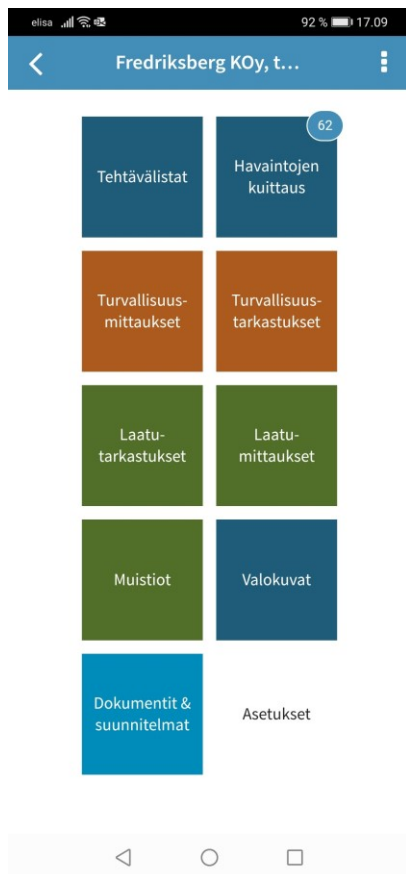 elisa 92 % 17.09
Fredriksberg KOy, t...
62
Tehtävälistat
Havaintojen
kuittaus
Turvallisuus-
mittaukset
Turvallisuus-
tarkastukset
Laatu-
tarkastukset
Laatu-
mittaukset
Muistiot
Valokuvat
Dokumentit &
suunnitelmat
Asetukset